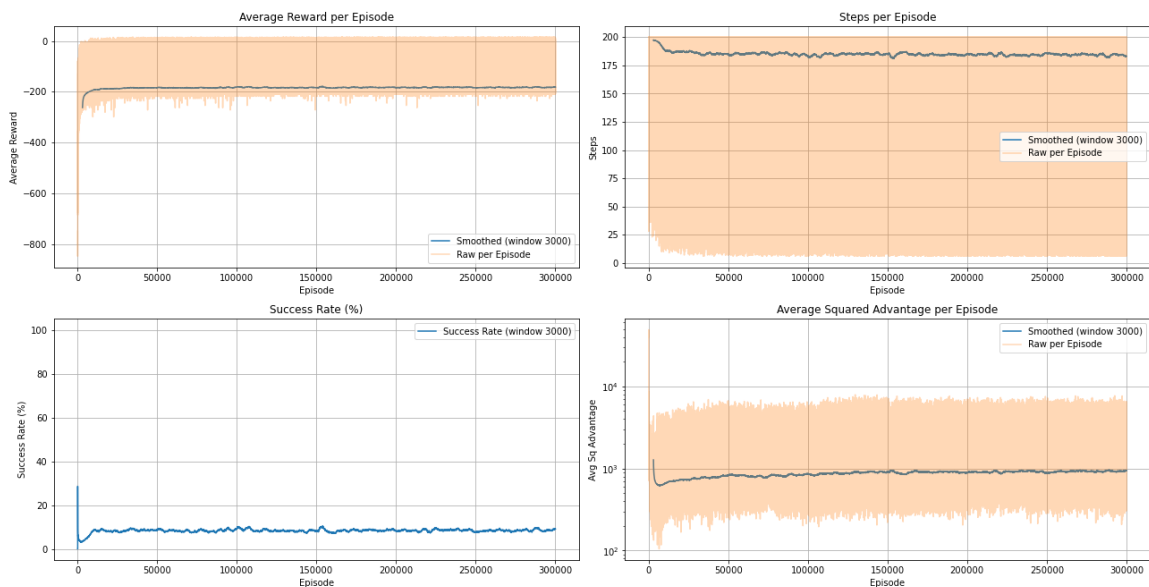 Average Reward per Episode
0
−200
−400
−600
−800
Average Reward
Smoothed (window 3000)
Raw per Episode
0
50000
100000
150000
200000
250000
300000
Episode
Steps per Episode
200
175
150
125
100
75
50
25
0
Steps
Smoothed (window 3000)
Raw per Episode
0
50000
100000
150000
200000
250000
300000
Episode
Success Rate (%)
100
80
60
40
20
0
Success Rate (%)
Success Rate (window 3000)
0
50000
100000
150000
200000
250000
300000
Episode
Average Squared Advantage per Episode
10⁴
10³
10²
Avg Sq Advantage
Smoothed (window 3000)
Raw per Episode
0
50000
100000
150000
200000
250000
300000
Episode